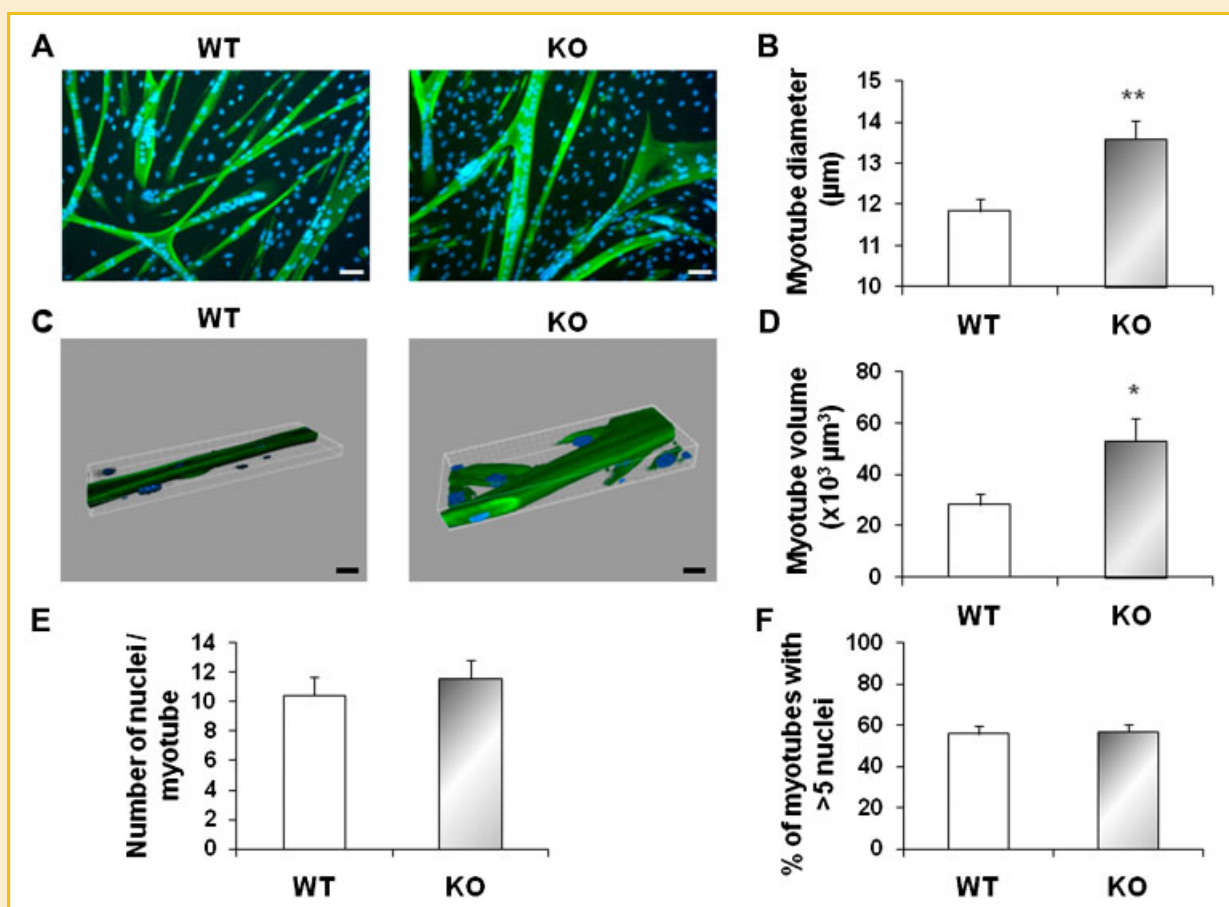 A
WT
KO
B
Myotube diameter
(µm)
15
14
13
12
11
10
**
WT
KO
C
WT
KO
D
Myotube volume
(x10³ µm³)
80
60
40
20
0
*
WT
KO
E
Number of nuclei /
myotube
14
12
10
8
6
4
2
0
WT
KO
F
% of myotubes with
>5 nuclei
100
80
60
40
20
0
WT
KO